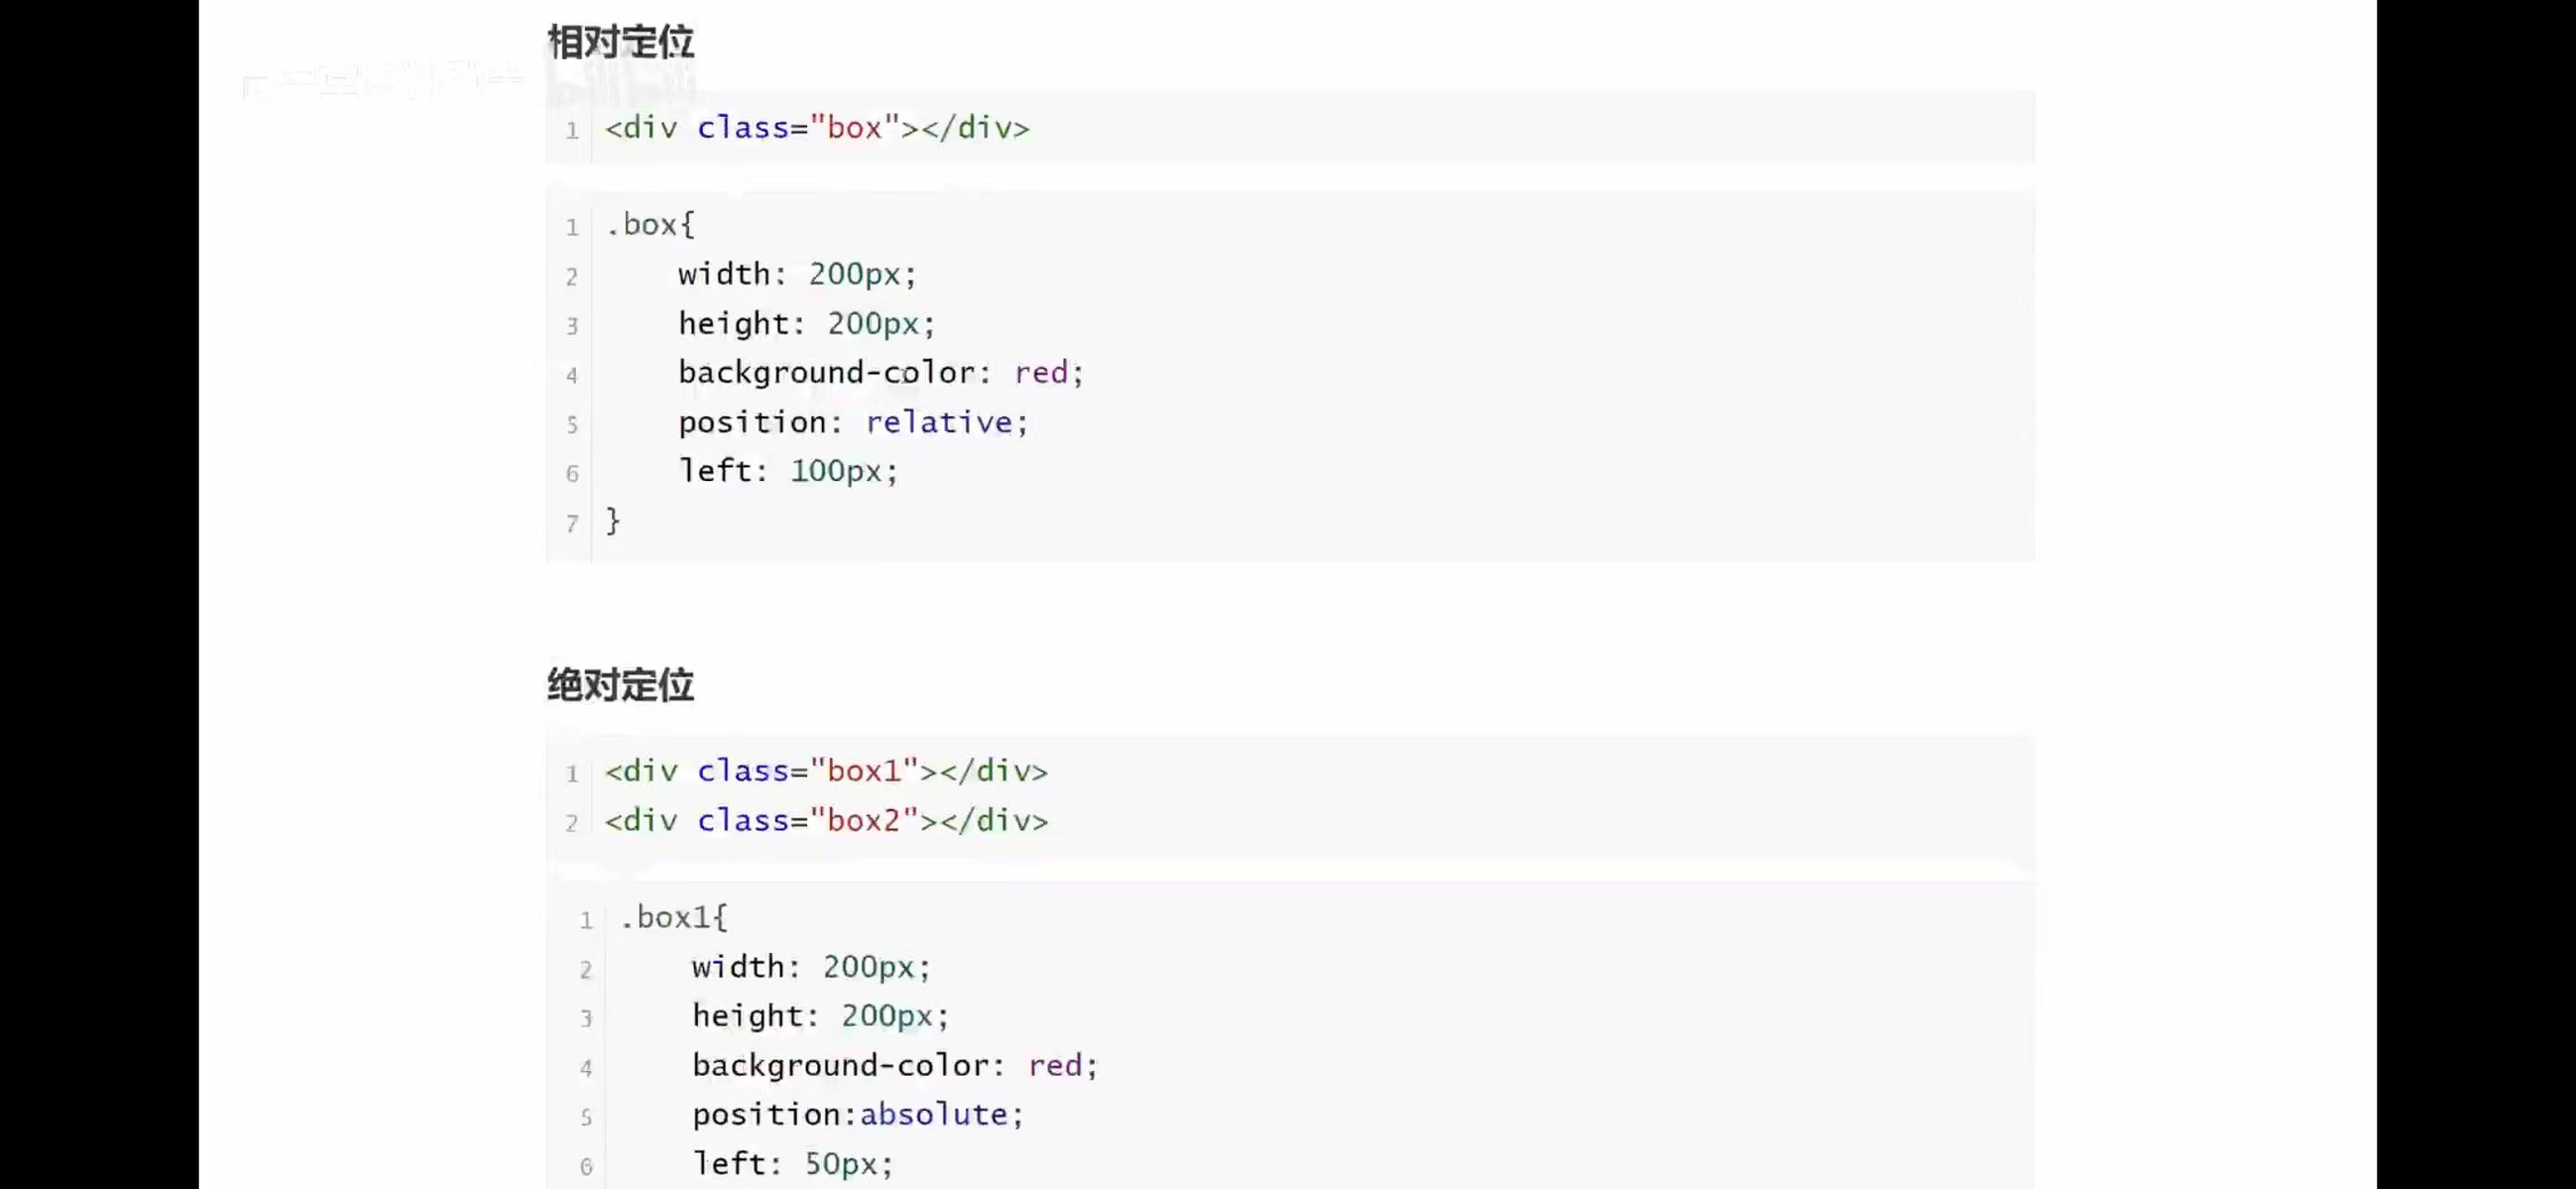 相对定位
1 <div class="box"></div>
1 .box{
2 width: 200px;
3 height: 200px;
4 background-color: red;
5 position: relative;
6 left: 100px;
7 }
绝对定位
1 <div class="box1"></div>
2 <div class="box2"></div>
1 .box1{
2 width: 200px;
3 height: 200px;
4 background-color: red;
5 position:absolute;
6 left: 50px;